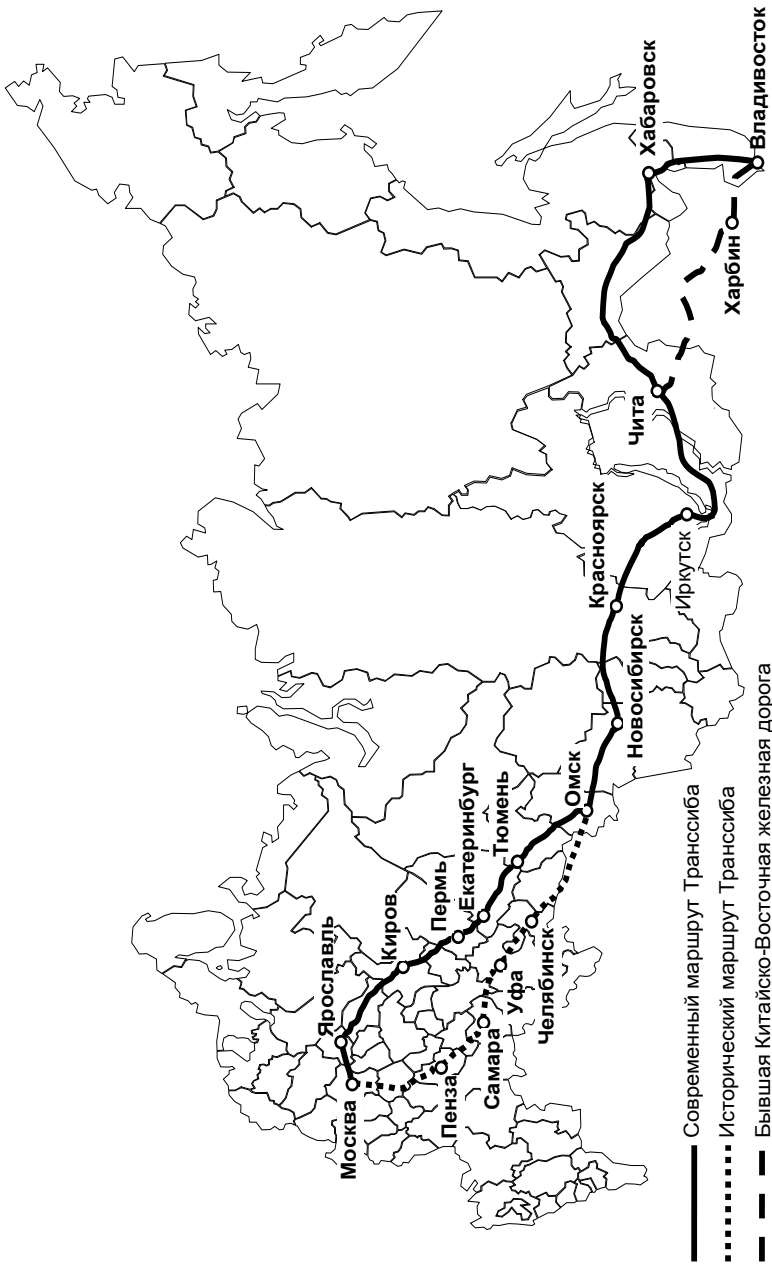 Москва
Ярославль
Киров
Пермь
Екатеринбург
Тюмень
Омск
Новосибирск
Красноярск
Иркутск
Чита
Хабаровск
Владивосток
Харбин
Пенза
Самара
Уфа
Челябинск
Современный маршрут Транссиба
Исторический маршрут Транссиба
Бывшая Китайско-Восточная железная дорога